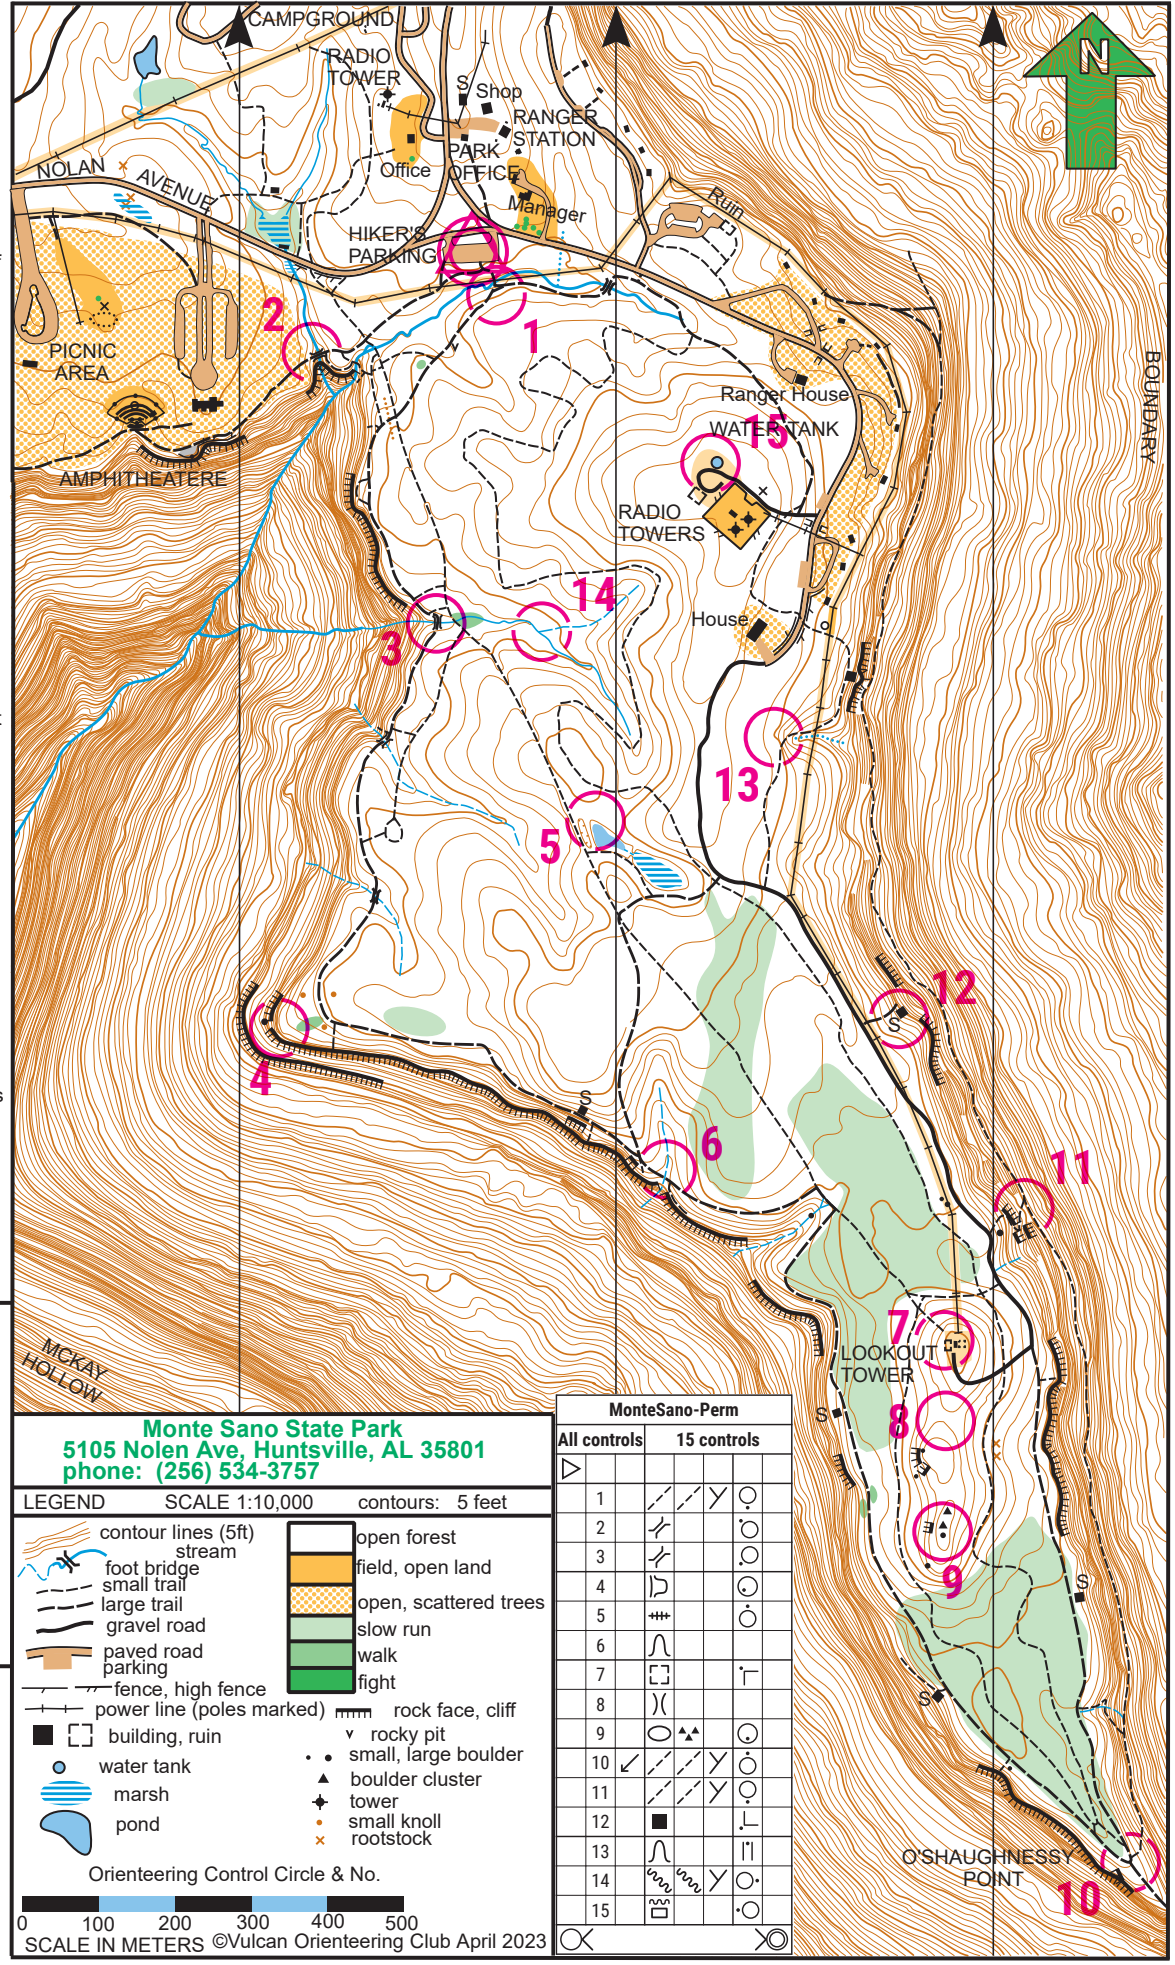 CAMPGROUND
N
RADIO
TOWER
S
Shop
RANGER
STATION
PARK
OFFICE
Office
NOLAN AVENUE
Manager
Ruin
HIKER'S
PARKING
1
2
PICNIC
AREA
BOUNDARY
Ranger House
WATER TANK
15
AMPHITHEATERE
RADIO
TOWERS
14
House
3
13
5
12
S
4
S
6
11
7
LOOKOUT
TOWER
8
S
9
S
S
O'SHAUGHNESSY
POINT
10
MCKAY
HOLLOW
Monte Sano State Park
5105 Nolen Ave, Huntsville, AL 35801
phone: (256) 534-3757
LEGEND SCALE 1:10,000 contours: 5 feet
contour lines (5ft)
stream
foot bridge
small trail
large trail
gravel road
paved road
parking
fence, high fence
power line (poles marked)
building, ruin
water tank
marsh
pond
open forest
field, open land
open, scattered trees
slow run
walk
fight
rock face, cliff
rocky pit
small, large boulder
boulder cluster
tower
small knoll
rootstock
Orienteering Control Circle & No.
0 100 200 300 400 500
SCALE IN METERS ©Vulcan Orienteering Club April 2023
MonteSano-Perm
All controls 15 controls
1
2
3
4
5
6
7
8
9
10
11
12
13
14
15